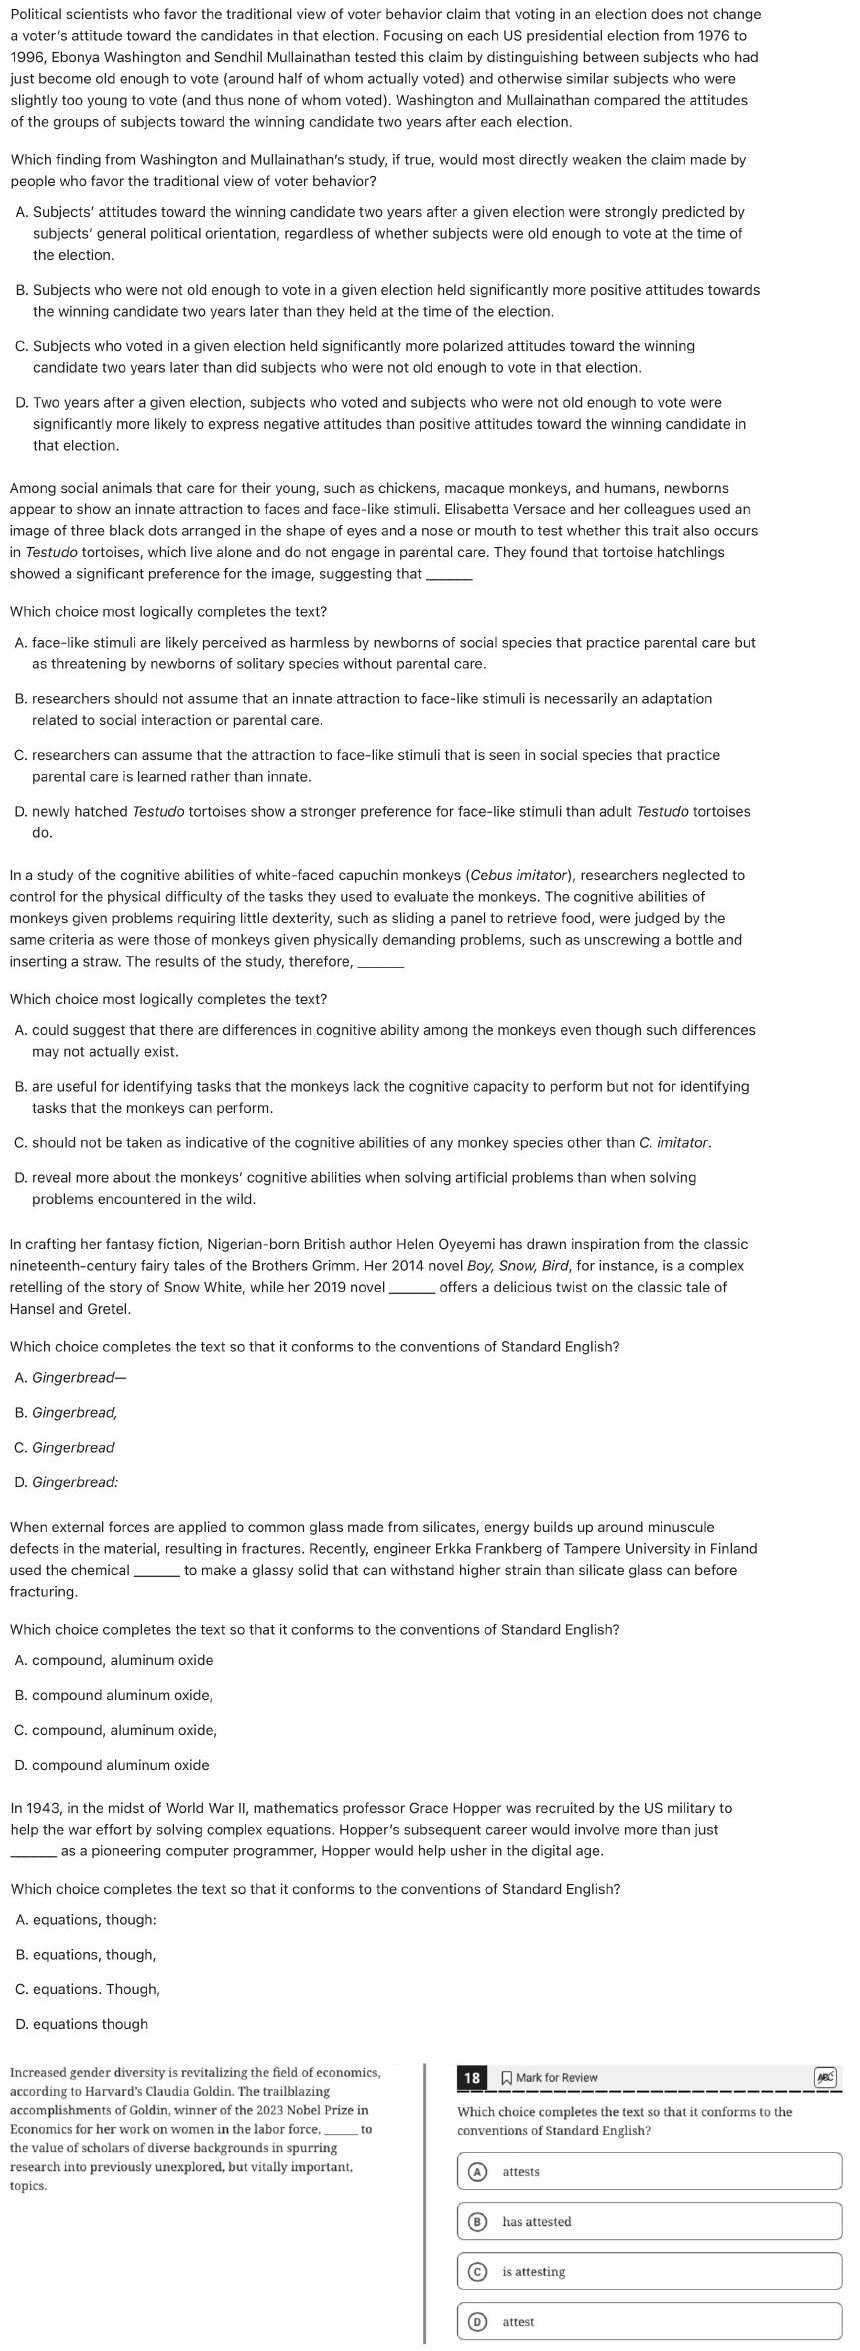 Political scientists who favor the traditional view of voter behavior claim that voting in an election does not change
a voter's attitude toward the candidates in that election. Focusing on each US presidential election from 1976 to
1996, Ebonya Washington and Sendhil Mullainathan tested this claim by distinguishing between subjects who had
just become old enough to vote (around half of whom actually voted) and otherwise similar subjects who were
slightly too young to vote (and thus none of whom voted). Washington and Mullainathan compared the attitudes
of the groups of subjects toward the winning candidate two years after each election.
Which finding from Washington and Mullainathan's study, if true, would most directly weaken the claim made by
people who favor the traditional view of voter behavior?
A. Subjects' attitudes toward the winning candidate two years after a given election were strongly predicted by
subjects' general political orientation, regardless of whether subjects were old enough to vote at the time of
the election.
B. Subjects who were not old enough to vote in a given election held significantly more positive attitudes towards
the winning candidate two years later than they held at the time of the election.
C. Subjects who voted in a given election held significantly more polarized attitudes toward the winning
candidate two years later than did subjects who were not old enough to vote in that election.
D. Two years after a given election, subjects who voted and subjects who were not old enough to vote were
significantly more likely to express negative attitudes than positive attitudes toward the winning candidate in
that election.
Among social animals that care for their young, such as chickens, macaque monkeys, and humans, newborns
appear to show an innate attraction to faces and face-like stimuli. Elisabetta Versace and her colleagues used an
image of three black dots arranged in the shape of eyes and a nose or mouth to test whether this trait also occurs
in Testudo tortoises, which live alone and do not engage in parental care. They found that tortoise hatchlings
showed a significant preference for the image, suggesting that ______
Which choice most logically completes the text?
A. face-like stimuli are likely perceived as harmless by newborns of social species that practice parental care but
as threatening by newborns of solitary species without parental care.
B. researchers should not assume that an innate attraction to face-like stimuli is necessarily an adaptation
related to social interaction or parental care.
C. researchers can assume that the attraction to face-like stimuli that is seen in social species that practice
parental care is learned rather than innate.
D. newly hatched Testudo tortoises show a stronger preference for face-like stimuli than adult Testudo tortoises
do.
In a study of the cognitive abilities of white-faced capuchin monkeys (Cebus imitator), researchers neglected to
control for the physical difficulty of the tasks they used to evaluate the monkeys. The cognitive abilities of
monkeys given problems requiring little dexterity, such as sliding a panel to retrieve food, were judged by the
same criteria as were those of monkeys given physically demanding problems, such as unscrewing a bottle and
inserting a straw. The results of the study, therefore, ______
Which choice most logically completes the text?
A. could suggest that there are differences in cognitive ability among the monkeys even though such differences
may not actually exist.
B. are useful for identifying tasks that the monkeys lack the cognitive capacity to perform but not for identifying
tasks that the monkeys can perform.
C. should not be taken as indicative of the cognitive abilities of any monkey species other than C. imitator.
D. reveal more about the monkeys' cognitive abilities when solving artificial problems than when solving
problems encountered in the wild.
In crafting her fantasy fiction, Nigerian-born British author Helen Oyeyemi has drawn inspiration from the classic
nineteenth-century fairy tales of the Brothers Grimm. Her 2014 novel Boy, Snow, Bird, for instance, is a complex
retelling of the story of Snow White, while her 2019 novel ______ offers a delicious twist on the classic tale of
Hansel and Gretel.
Which choice completes the text so that it conforms to the conventions of Standard English?
A. Gingerbread—
B. Gingerbread,
C. Gingerbread
D. Gingerbread:
When external forces are applied to common glass made from silicates, energy builds up around minuscule
defects in the material, resulting in fractures. Recently, engineer Erkka Frankberg of Tampere University in Finland
used the chemical ______ to make a glassy solid that can withstand higher strain than silicate glass can before
fracturing.
Which choice completes the text so that it conforms to the conventions of Standard English?
A. compound, aluminum oxide
B. compound aluminum oxide,
C. compound, aluminum oxide,
D. compound aluminum oxide
In 1943, in the midst of World War II, mathematics professor Grace Hopper was recruited by the US military to
help the war effort by solving complex equations. Hopper's subsequent career would involve more than just
______ as a pioneering computer programmer, Hopper would help usher in the digital age.
Which choice completes the text so that it conforms to the conventions of Standard English?
A. equations, though:
B. equations, though,
C. equations. Though,
D. equations though
Increased gender diversity is revitalizing the field of economics,
according to Harvard's Claudia Goldin. The trailblazing
accomplishments of Goldin, winner of the 2023 Nobel Prize in
Economics for her work on women in the labor force, ______ to
the value of scholars of diverse backgrounds in spurring
research into previously unexplored, but vitally important,
topics.
18 Mark for Review ABC
Which choice completes the text so that it conforms to the
conventions of Standard English?
A attests
B has attested
C is attesting
D attest